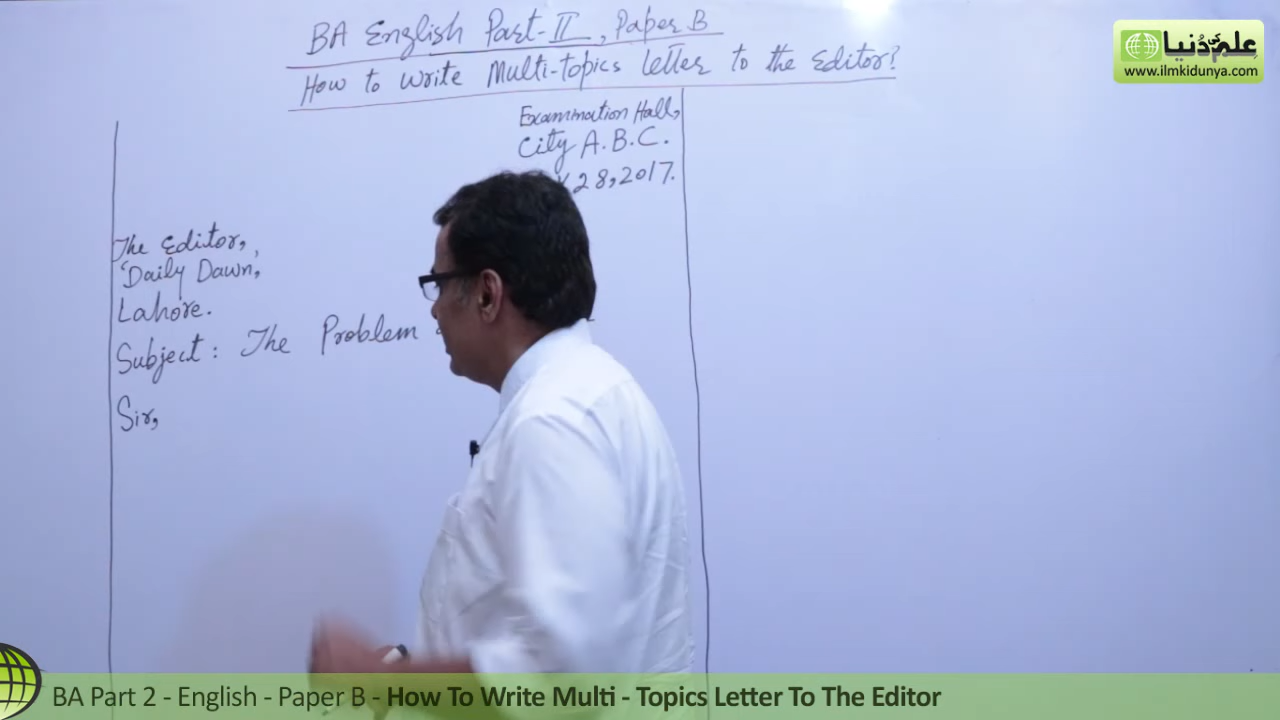 BA English Part-II, Paper B
How to write Multi-topics Letter to the Editor?
علم کی دنیا
www.ilmkidunya.com
Examination Hall,
City A.B.C.
28,2017.
The Editor,
Daily Dawn,
Lahore.
Subject: The Problem
Sir,
BA Part 2 - English - Paper B - How To Write Multi - Topics Letter To The Editor